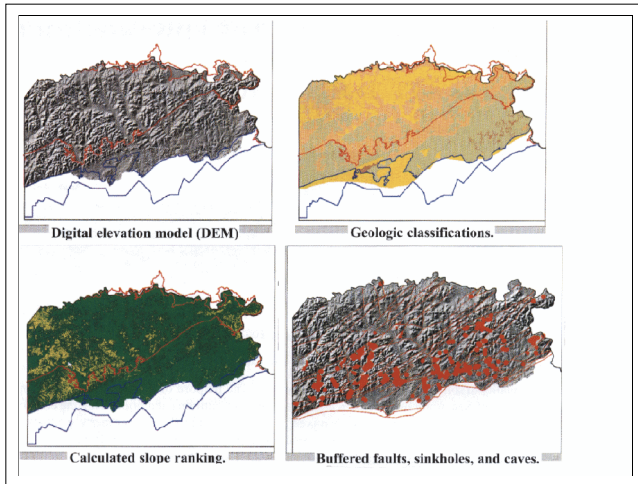 Digital elevation model (DEM)
Geologic classifications.
Calculated slope ranking.
Buffered faults, sinkholes, and caves.